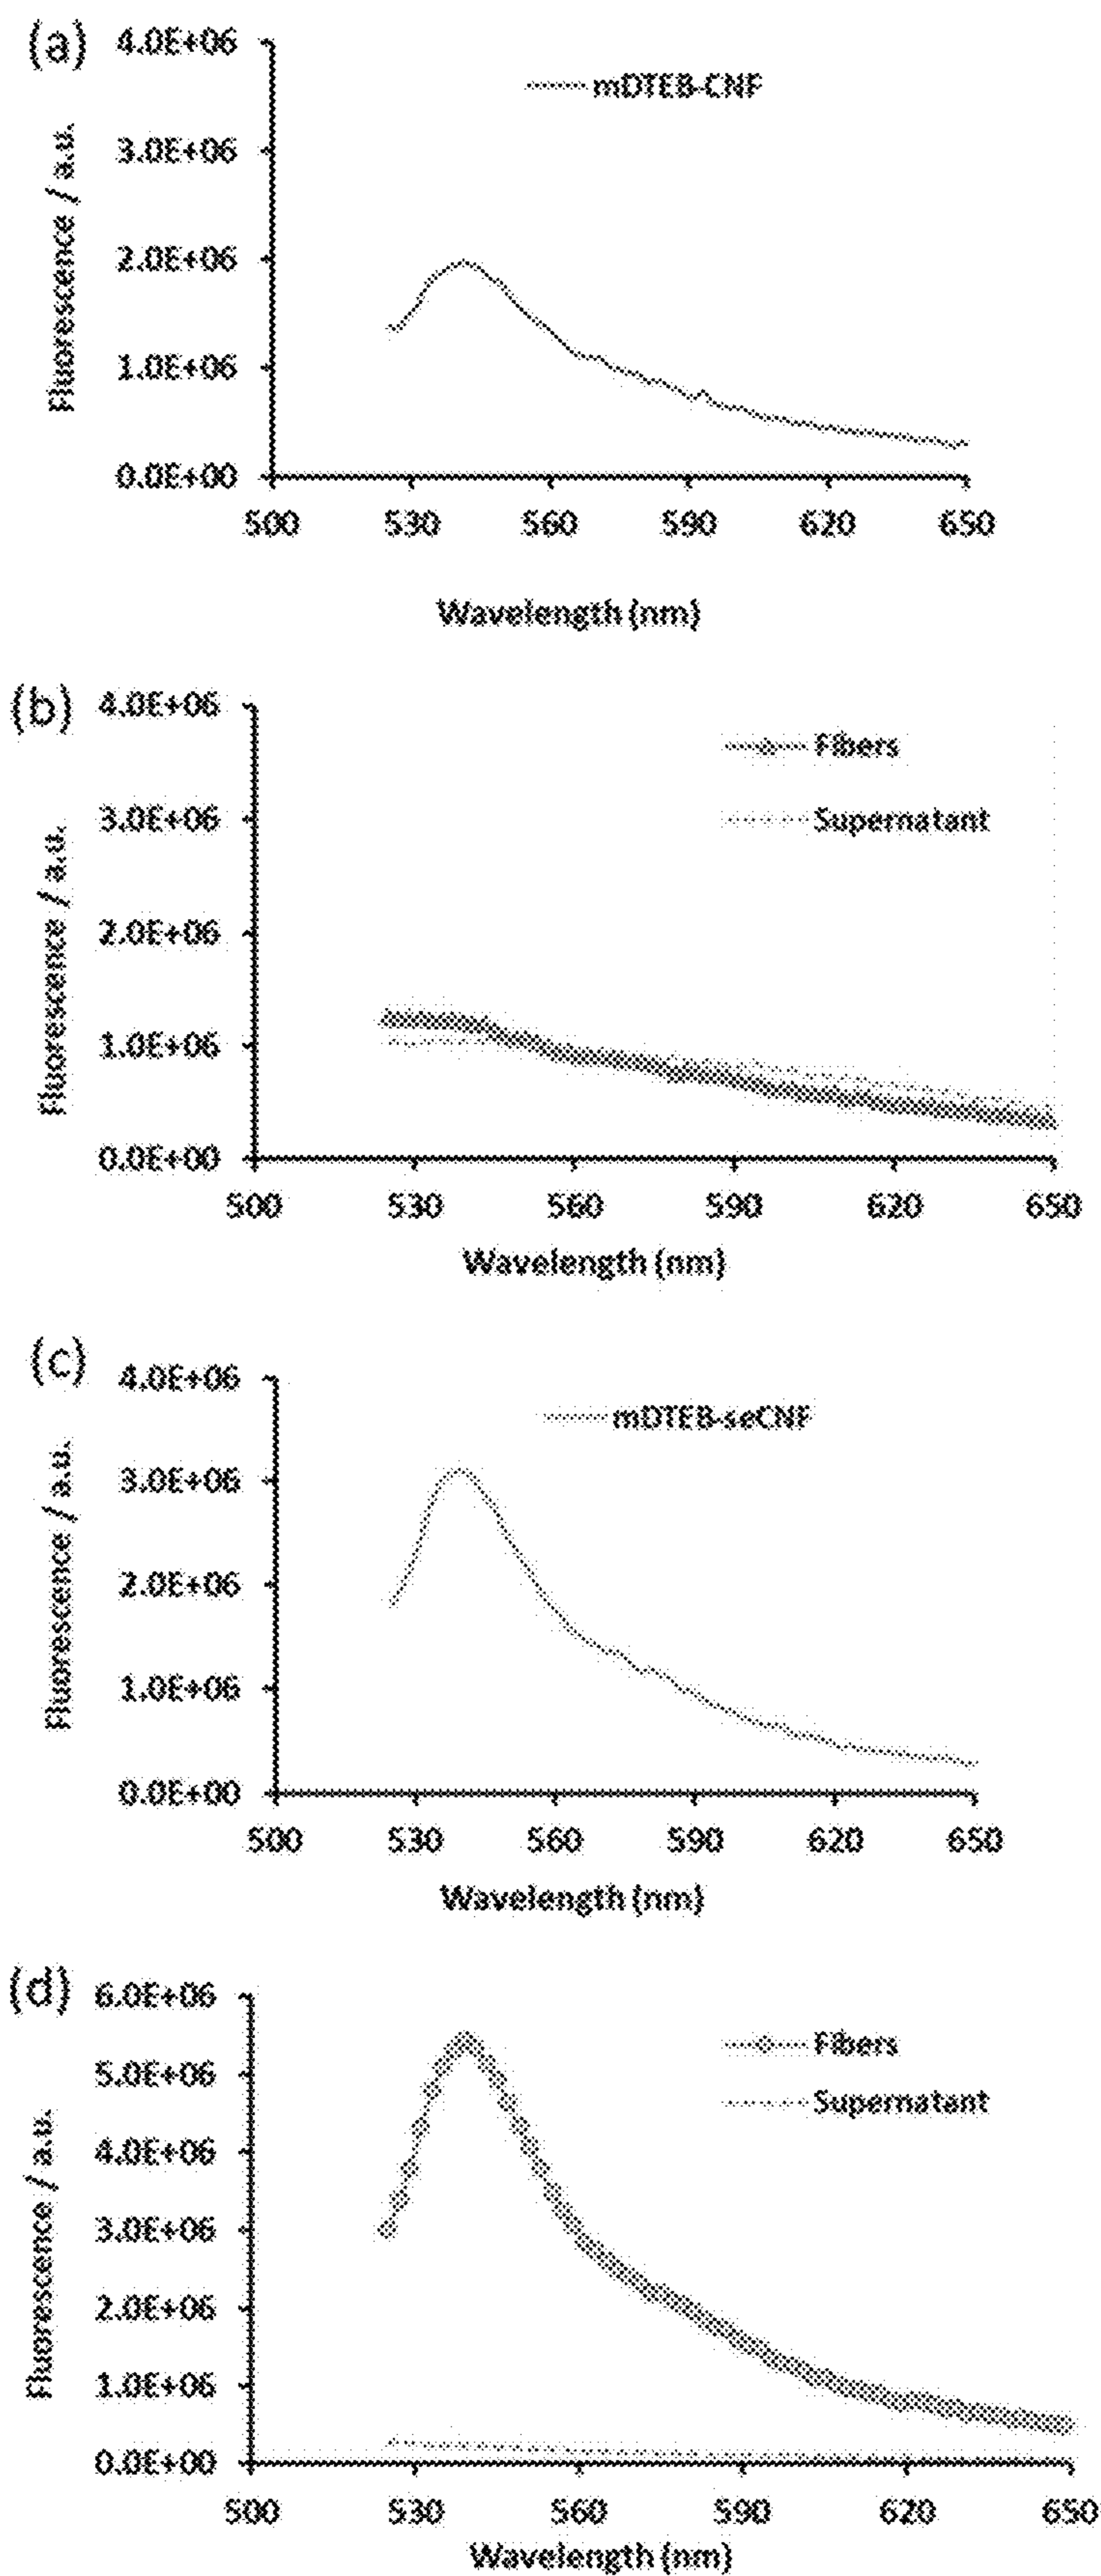 (a)
4.0E+06
mDTEB-CNF
3.0E+06
2.0E+06
1.0E+06
0.0E+00
Fluorescence / a.u.
500 530 560 590 620 650
Wavelength (nm)
(b)
4.0E+06
Fibers
3.0E+06
Supernatant
2.0E+06
1.0E+06
0.0E+00
Fluorescence / a.u.
500 530 560 590 620 650
Wavelength (nm)
(c)
4.0E+06
mDTEB-seCNF
3.0E+06
2.0E+06
1.0E+06
0.0E+00
Fluorescence / a.u.
500 530 560 590 620 650
Wavelength (nm)
(d)
6.0E+06
Fibers
5.0E+06
Supernatant
4.0E+06
3.0E+06
2.0E+06
1.0E+06
0.0E+00
Fluorescence / a.u.
500 530 560 590 620 650
Wavelength (nm)